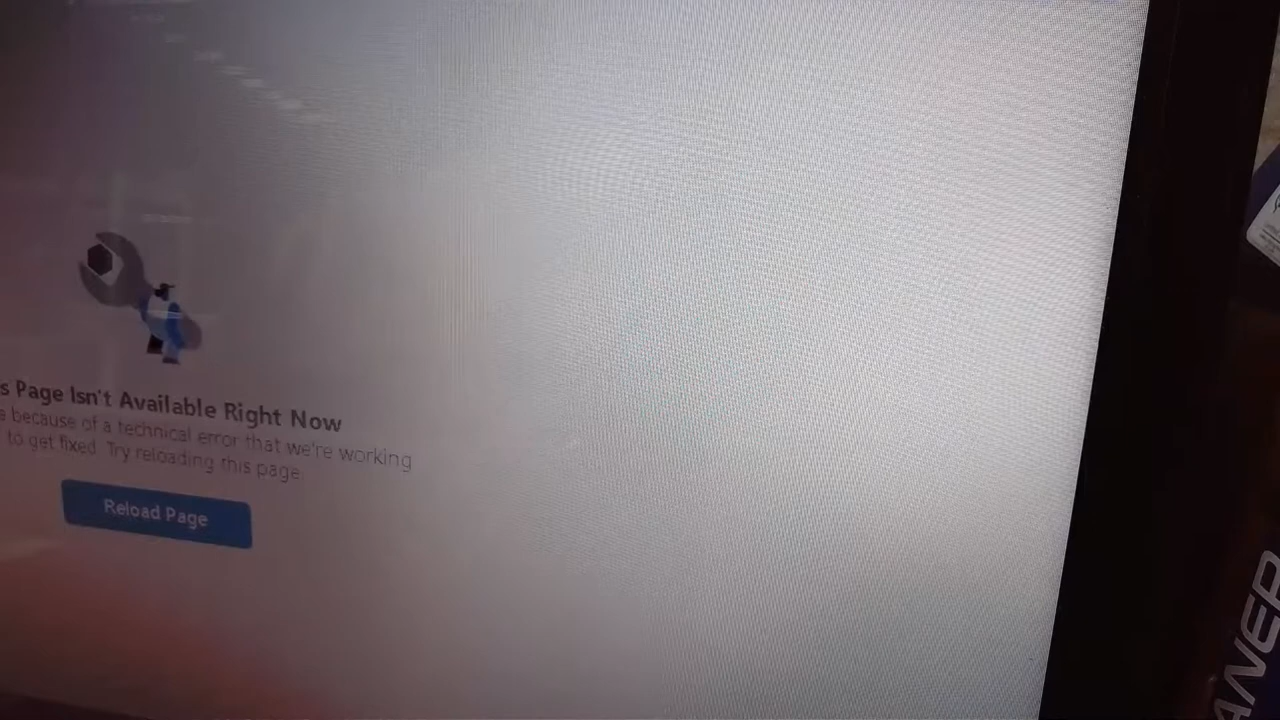 s Page Isn't Available Right Now
because of a technical error that we're working
to get fixed. Try reloading this page.
Reload Page
ANER